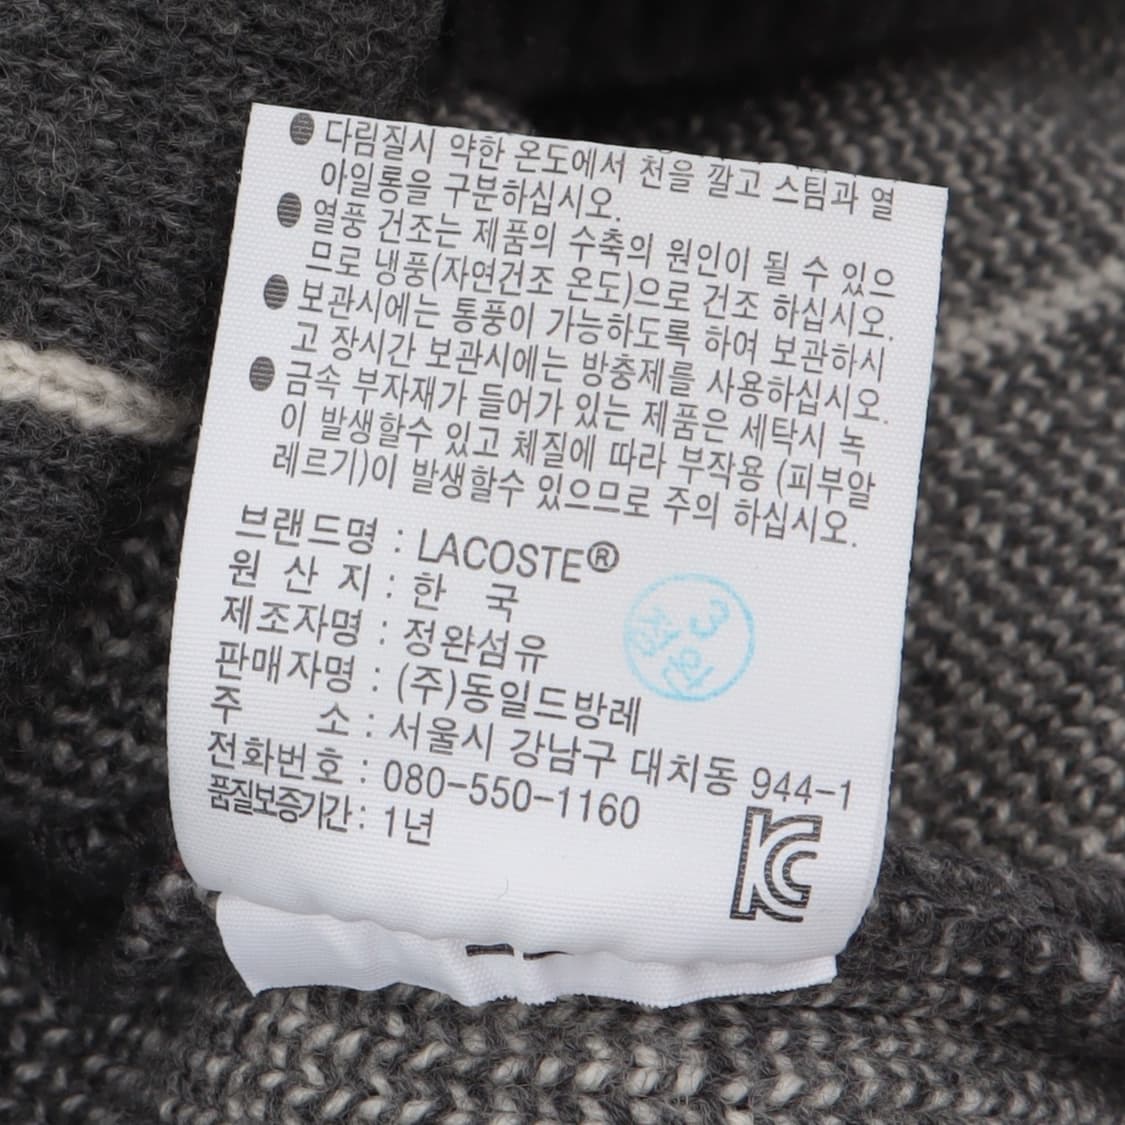 ● 다림질시 약한 온도에서 천을 깔고 스팀과 열
아일롱을 구분하십시오.
● 열풍 건조는 제품의 수축의 원인이 될 수 있으
므로 냉풍(자연건조 온도)으로 건조 하십시오.
● 보관시에는 통풍이 가능하도록 하여 보관하시
고 장시간 보관시에는 방충제를 사용하십시오.
● 금속 부자재가 들어가 있는 제품은 세탁시 녹
이 발생할수 있고 체질에 따라 부작용 (피부알
레르기)이 발생할수 있으므로 주의 하십시오.
브랜드명 : LACOSTE®
원 산 지 : 한 국
제조자명 : 정완섬유
판매자명 : (주)동일드방레
주 소 : 서울시 강남구 대치동 944-1
전화번호 : 080-550-1160
품질보증기간 : 1년
KC